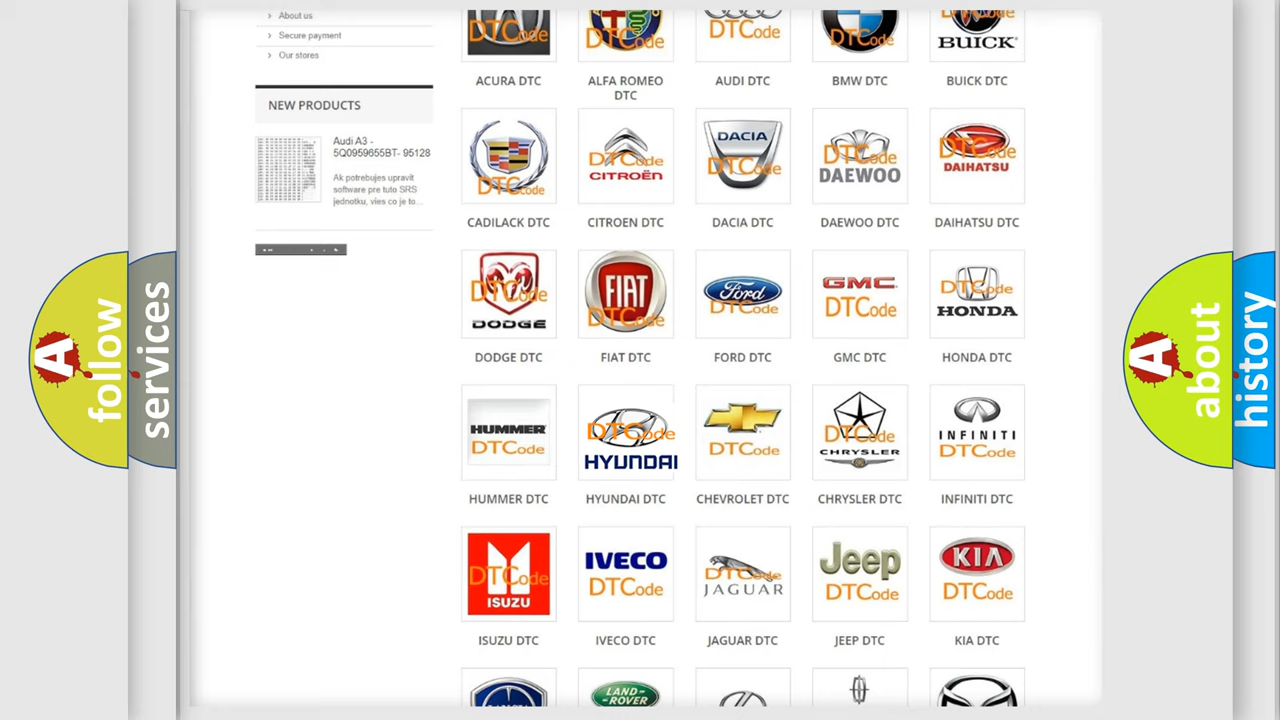 About us
Secure payment
Our stores
NEW PRODUCTS
Audi A3 -
5Q0959655BT- 95128
Ak potrebujes upravit
software pre tuto SRS
jednotku, vies co je to...
DTCode
DTCode
DTCode
DTCode
BUICK
ACURA DTC
ALFA ROMEO
DTC
AUDI DTC
BMW DTC
BUICK DTC
DTCode
DTCode
CITROËN
DACIA
DTCode
DTCode
DAEWOO
DTCode
DAIHATSU
CADILACK DTC
CITROEN DTC
DACIA DTC
DAEWOO DTC
DAIHATSU DTC
DTCode
DODGE
FIAT
DTCode
Ford
DTCode
GMC
DTCode
DTCode
HONDA
DODGE DTC
FIAT DTC
FORD DTC
GMC DTC
HONDA DTC
HUMMER
DTCode
DTCode
HYUNDAI
DTCode
DTCode
CHRYSLER
INFINITI
DTCode
HUMMER DTC
HYUNDAI DTC
CHEVROLET DTC
CHRYSLER DTC
INFINITI DTC
DTCode
ISUZU
IVECO
DTCode
DTCode
JAGUAR
Jeep
DTCode
KIA
DTCode
ISUZU DTC
IVECO DTC
JAGUAR DTC
JEEP DTC
KIA DTC
LAND-
ROVER
A
follow
services
A
about
history